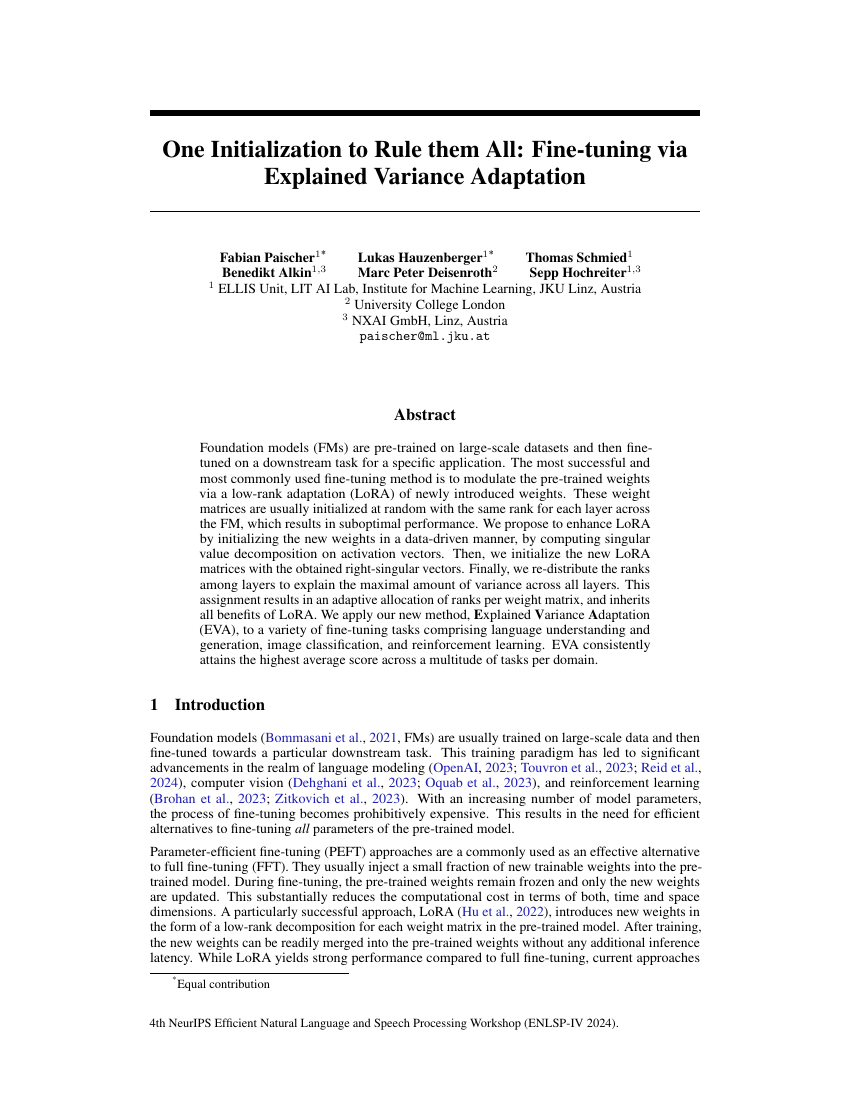 One Initialization to Rule them All: Fine-tuning via
Explained Variance Adaptation
Fabian Paischer1* Lukas Hauzenberger1* Thomas Schmied1
Benedikt Alkin1,3 Marc Peter Deisenroth2 Sepp Hochreiter1,3
1 ELLIS Unit, LIT AI Lab, Institute for Machine Learning, JKU Linz, Austria
2 University College London
3 NXAI GmbH, Linz, Austria
paischer@ml.jku.at
Abstract
Foundation models (FMs) are pre-trained on large-scale datasets and then fine-
tuned on a downstream task for a specific application. The most successful and
most commonly used fine-tuning method is to modulate the pre-trained weights
via a low-rank adaptation (LoRA) of newly introduced weights. These weight
matrices are usually initialized at random with the same rank for each layer across
the FM, which results in suboptimal performance. We propose to enhance LoRA
by initializing the new weights in a data-driven manner, by computing singular
value decomposition on activation vectors. Then, we initialize the new LoRA
matrices with the obtained right-singular vectors. Finally, we re-distribute the ranks
among layers to explain the maximal amount of variance across all layers. This
assignment results in an adaptive allocation of ranks per weight matrix, and inherits
all benefits of LoRA. We apply our new method, Explained Variance Adaptation
(EVA), to a variety of fine-tuning tasks comprising language understanding and
generation, image classification, and reinforcement learning. EVA consistently
attains the highest average score across a multitude of tasks per domain.
1 Introduction
Foundation models (Bommasani et al., 2021, FMs) are usually trained on large-scale data and then
fine-tuned towards a particular downstream task. This training paradigm has led to significant
advancements in the realm of language modeling (OpenAI, 2023; Touvron et al., 2023; Reid et al.,
2024), computer vision (Dehghani et al., 2023; Oquab et al., 2023), and reinforcement learning
(Brohan et al., 2023; Zitkovich et al., 2023). With an increasing number of model parameters,
the process of fine-tuning becomes prohibitively expensive. This results in the need for efficient
alternatives to fine-tuning all parameters of the pre-trained model.
Parameter-efficient fine-tuning (PEFT) approaches are a commonly used as an effective alternative
to full fine-tuning (FFT). They usually inject a small fraction of new trainable weights into the pre-
trained model. During fine-tuning, the pre-trained weights remain frozen and only the new weights
are updated. This substantially reduces the computational cost in terms of both, time and space
dimensions. A particularly successful approach, LoRA (Hu et al., 2022), introduces new weights in
the form of a low-rank decomposition for each weight matrix in the pre-trained model. After training,
the new weights can be readily merged into the pre-trained weights without any additional inference
latency. While LoRA yields strong performance compared to full fine-tuning, current approaches
*Equal contribution
4th NeurIPS Efficient Natural Language and Speech Processing Workshop (ENLSP-IV 2024).